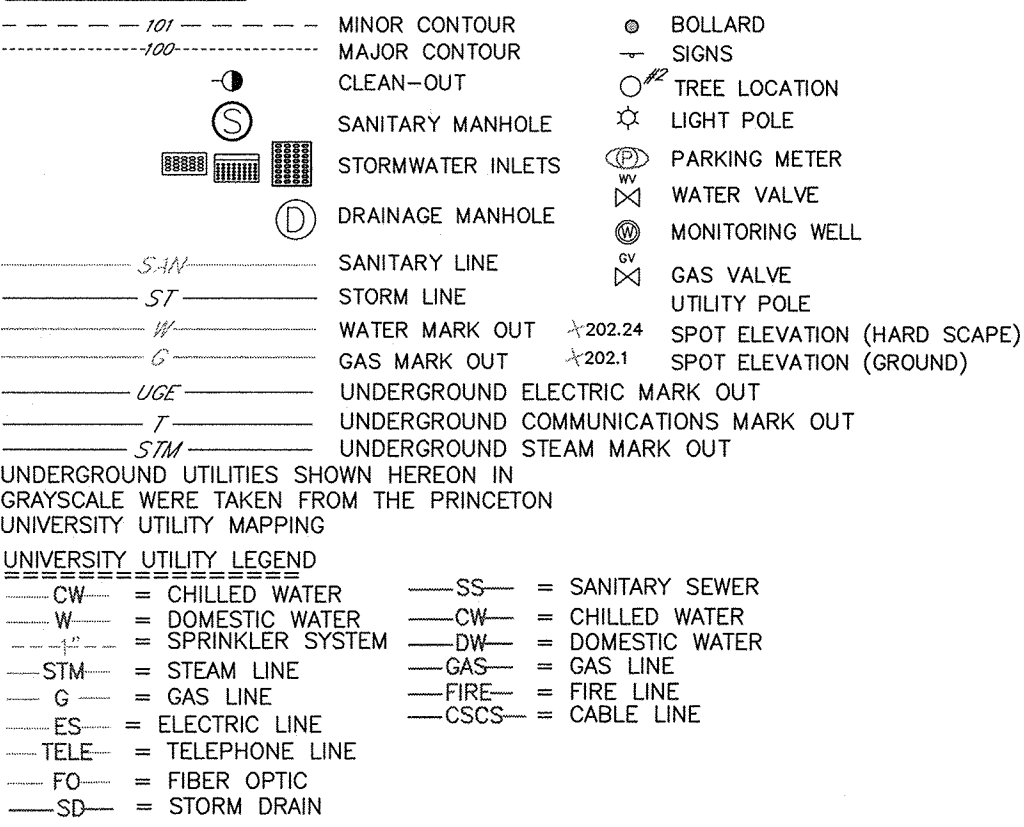 101 MINOR CONTOUR
100 MAJOR CONTOUR
CLEAN-OUT
S SANITARY MANHOLE
STORMWATER INLETS
D DRAINAGE MANHOLE
SAN SANITARY LINE
ST STORM LINE
W WATER MARK OUT
G GAS MARK OUT
UGE UNDERGROUND ELECTRIC MARK OUT
T UNDERGROUND COMMUNICATIONS MARK OUT
STM UNDERGROUND STEAM MARK OUT
BOLLARD
SIGNS
#2 TREE LOCATION
LIGHT POLE
P PARKING METER
WV
WATER VALVE
W MONITORING WELL
GV
GAS VALVE
UTILITY POLE
202.24 SPOT ELEVATION (HARD SCAPE)
202.1 SPOT ELEVATION (GROUND)
UNDERGROUND UTILITIES SHOWN HEREON IN
GRAYSCALE WERE TAKEN FROM THE PRINCETON
UNIVERSITY UTILITY MAPPING
UNIVERSITY UTILITY LEGEND
CW = CHILLED WATER
W = DOMESTIC WATER
1" = SPRINKLER SYSTEM
STM = STEAM LINE
G = GAS LINE
ES = ELECTRIC LINE
TELE = TELEPHONE LINE
FO = FIBER OPTIC
SD = STORM DRAIN
SS = SANITARY SEWER
CW = CHILLED WATER
DW = DOMESTIC WATER
GAS = GAS LINE
FIRE = FIRE LINE
CSCS = CABLE LINE